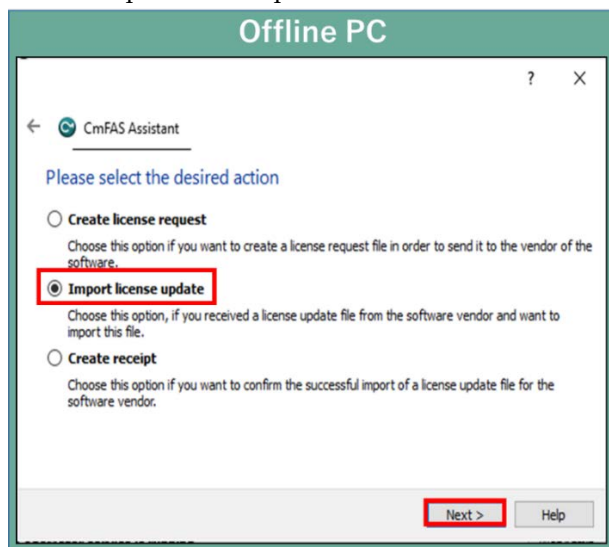 Offline PC
? X
← CmFAS Assistant
Please select the desired action
Create license request
Choose this option if you want to create a license request file in order to send it to the vendor of the
software.
Import license update
Choose this option, if you received a license update file from the software vendor and want to
import this file.
Create receipt
Choose this option if you want to confirm the successful import of a license update file for the
software vendor.
Next > Help